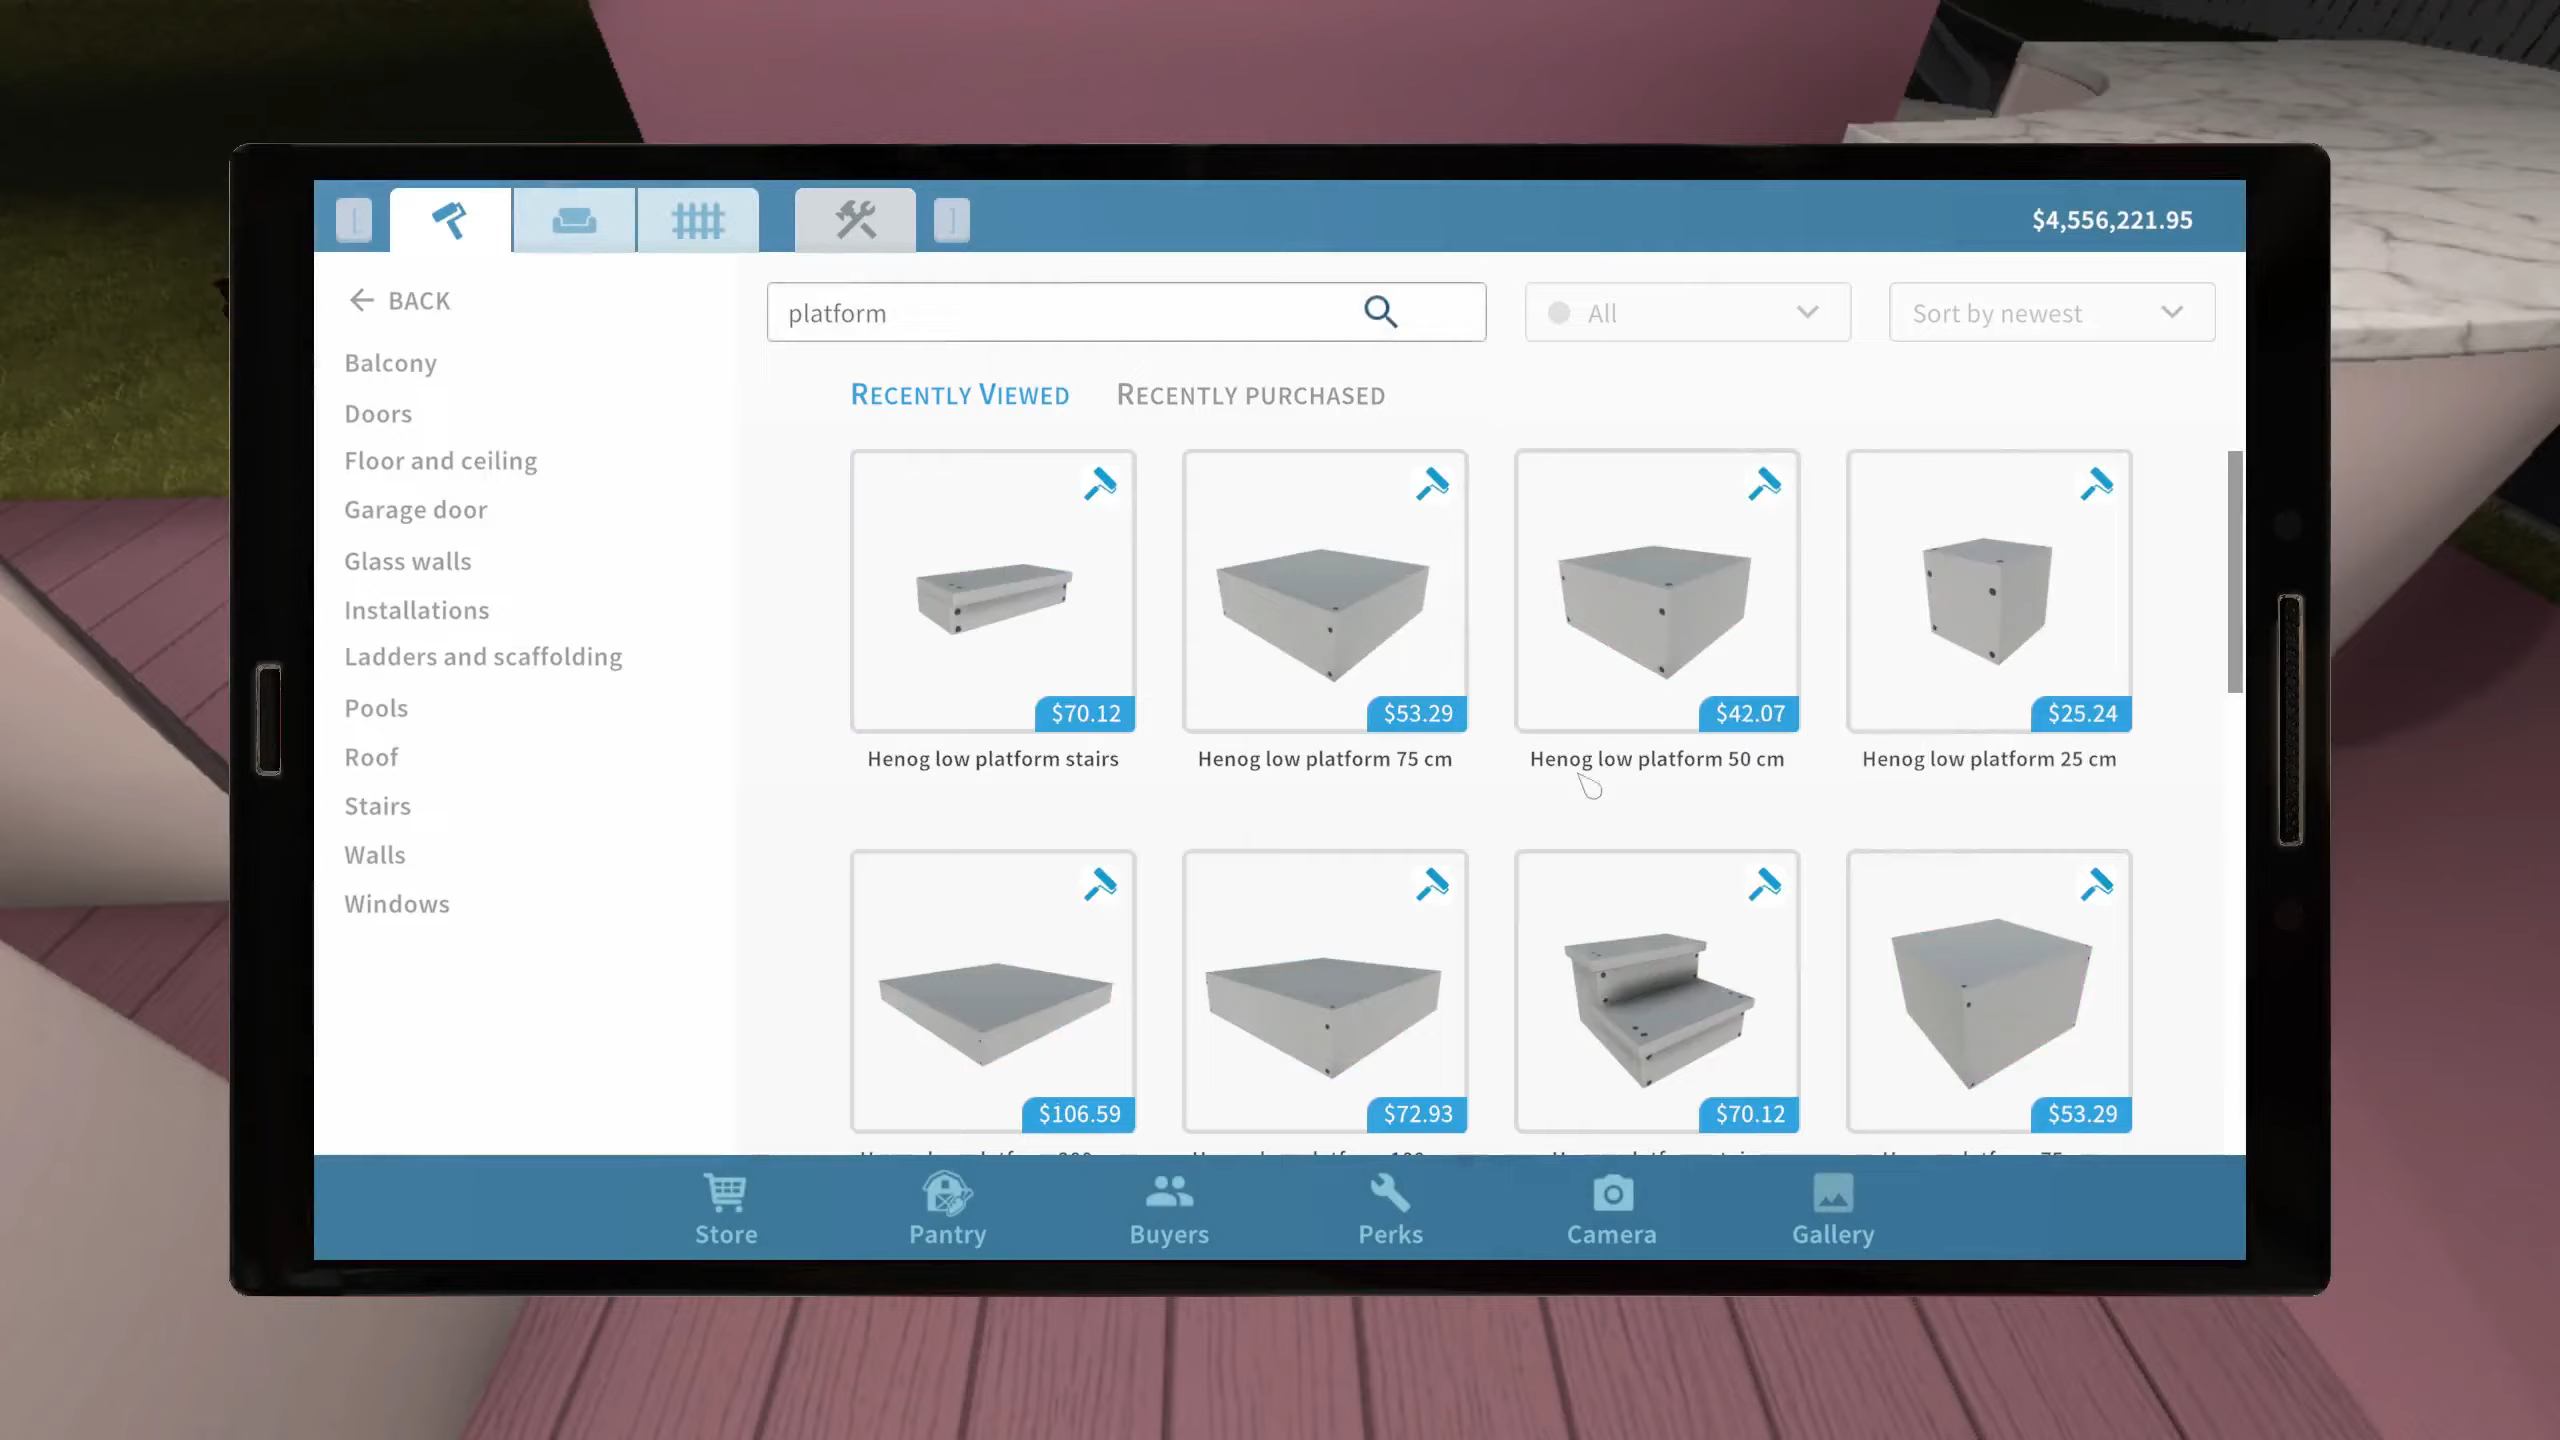 [
]
$4,556,221.95
BACK
platform
All
Sort by newest
RECENTLY VIEWED
RECENTLY PURCHASED
Balcony
Doors
Floor and ceiling
Garage door
Glass walls
Installations
Ladders and scaffolding
Pools
Roof
Stairs
Walls
Windows
$70.12
$53.29
$42.07
$25.24
Henog low platform stairs
Henog low platform 75 cm
Henog low platform 50 cm
Henog low platform 25 cm
$106.59
$72.93
$70.12
$53.29
Store
Pantry
Buyers
Perks
Camera
Gallery